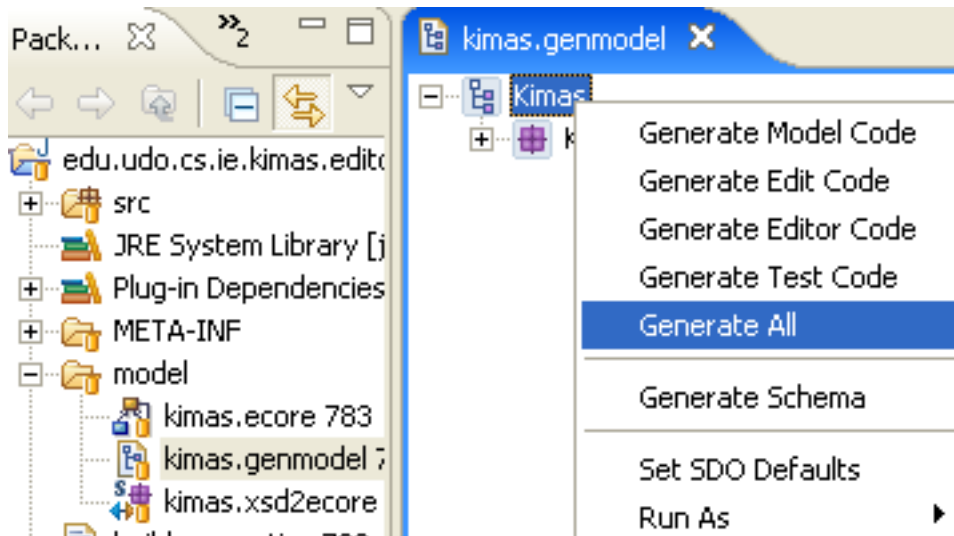 Pack...
2
kimas.genmodel
Kimas
edu.udo.cs.ie.kimas.edito
src
JRE System Library [j
Plug-in Dependencies
META-INF
model
kimas.ecore 783
kimas.genmodel 7
kimas.xsd2ecore
Generate Model Code
Generate Edit Code
Generate Editor Code
Generate Test Code
Generate All
Generate Schema
Set SDO Defaults
Run As